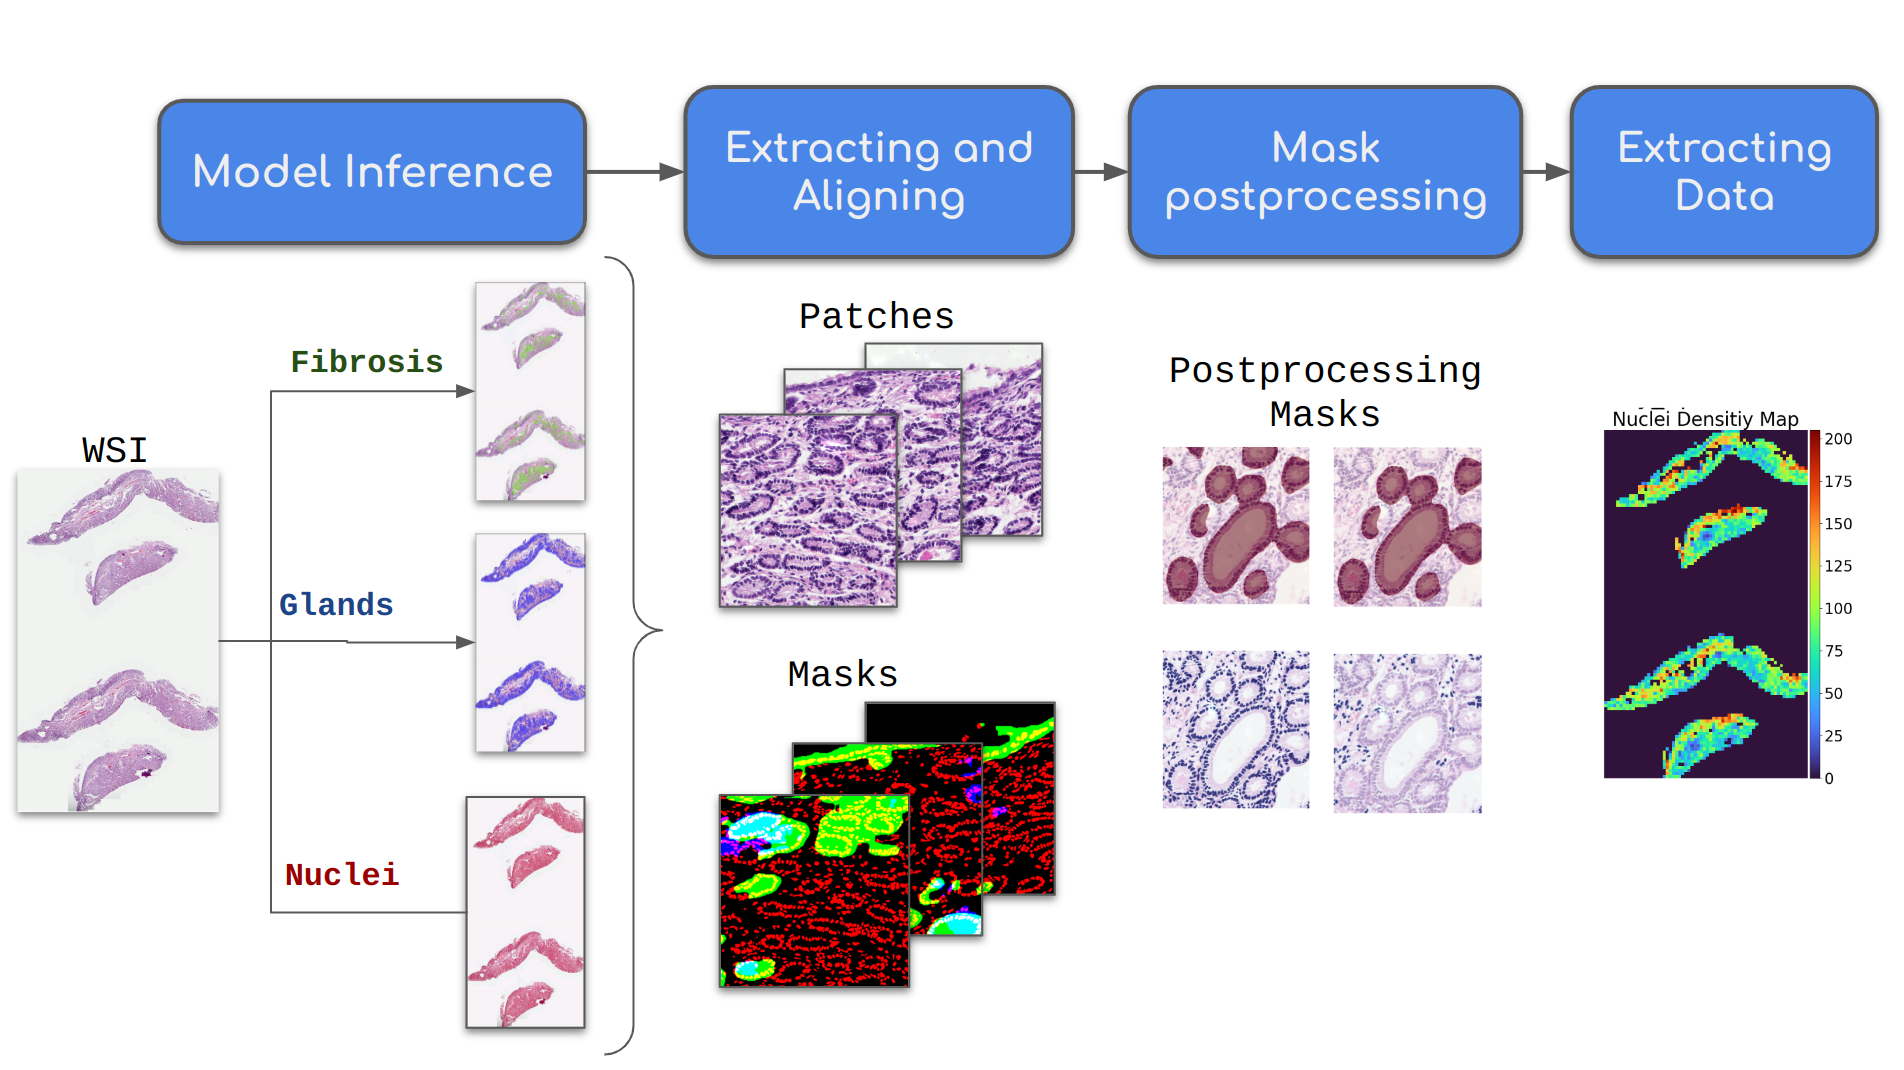 Model Inference
Extracting and
Aligning
Mask
postprocessing
Extracting
Data
WSI
Fibrosis
Glands
Nuclei
Patches
Masks
Postprocessing
Masks
Nuclei Densitiy Map
200
175
150
125
100
75
50
25
0